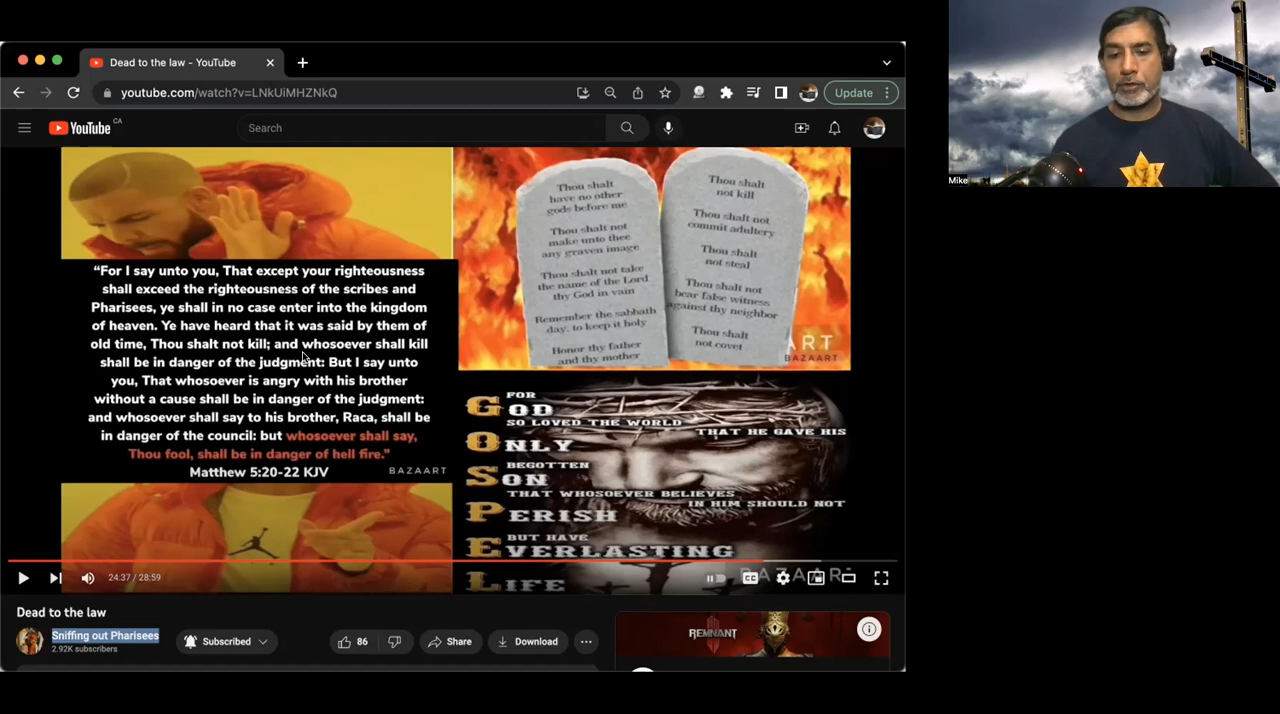 Dead to the law - YouTube
youtube.com/watch?v=LNkUiMHZNkQ
Update
YouTube CA
Search
Mike
Thou shalt
have no other
gods before me
Thou shalt not
make unto thee
any graven image
Thou shalt not take
the name of the Lord
thy God in vain
Remember the sabbath
day, to keep it holy
Honor thy father
and thy mother
Thou shalt
not kill
Thou shalt not
commit adultery
Thou shalt
not steal
Thou shalt not
bear false witness
against thy neighbor
Thou shalt
not covet
ART
BAZAART
“For I say unto you, That except your righteousness
shall exceed the righteousness of the scribes and
Pharisees, ye shall in no case enter into the kingdom
of heaven. Ye have heard that it was said by them of
old time, Thou shalt not kill; and whosoever shall kill
shall be in danger of the judgment: But I say unto
you, That whosoever is angry with his brother
without a cause shall be in danger of the judgment:
and whosoever shall say to his brother, Raca, shall be
in danger of the council: but whosoever shall say,
Thou fool, shall be in danger of hell fire.”
Matthew 5:20-22 KJV
BAZAART
FOR
GOD
SO LOVED THE WORLD
THAT HE GAVE HIS
ONLY
BEGOTTEN
SON
THAT WHOSOEVER BELIEVES
IN HIM SHOULD NOT
PERISH
BUT HAVE
EVERLASTING
LIFE
BAZAART
24:37 / 28:59
CC
Dead to the law
Sniffing out Pharisees
2.92K subscribers
Subscribed
86
Share
Download
REMNANT